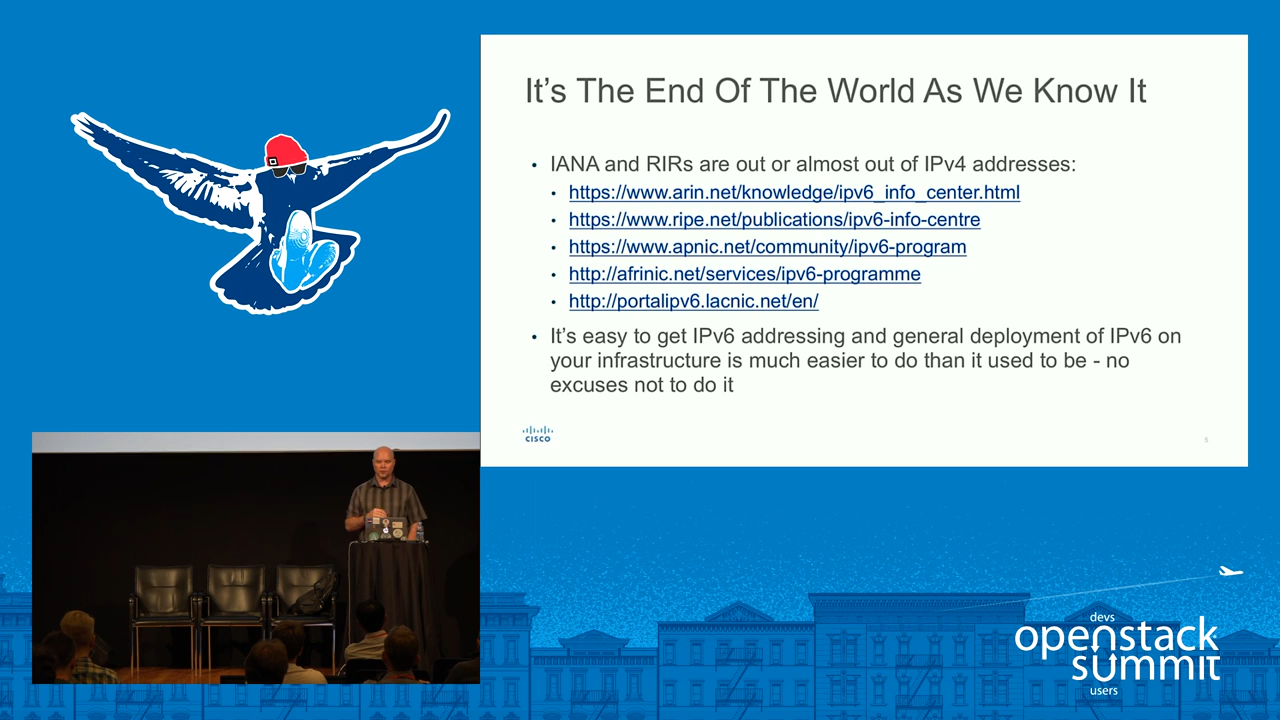 It's The End Of The World As We Know It
• IANA and RIRs are out or almost out of IPv4 addresses:
• https://www.arin.net/knowledge/ipv6_info_center.html
• https://www.ripe.net/publications/ipv6-info-centre
• https://www.apnic.net/community/ipv6-program
• http://afrinic.net/services/ipv6-programme
• http://portalipv6.lacnic.net/en/
• It's easy to get IPv6 addressing and general deployment of IPv6 on
your infrastructure is much easier to do than it used to be - no
excuses not to do it
CISCO
5
devs
openstack
summit
users